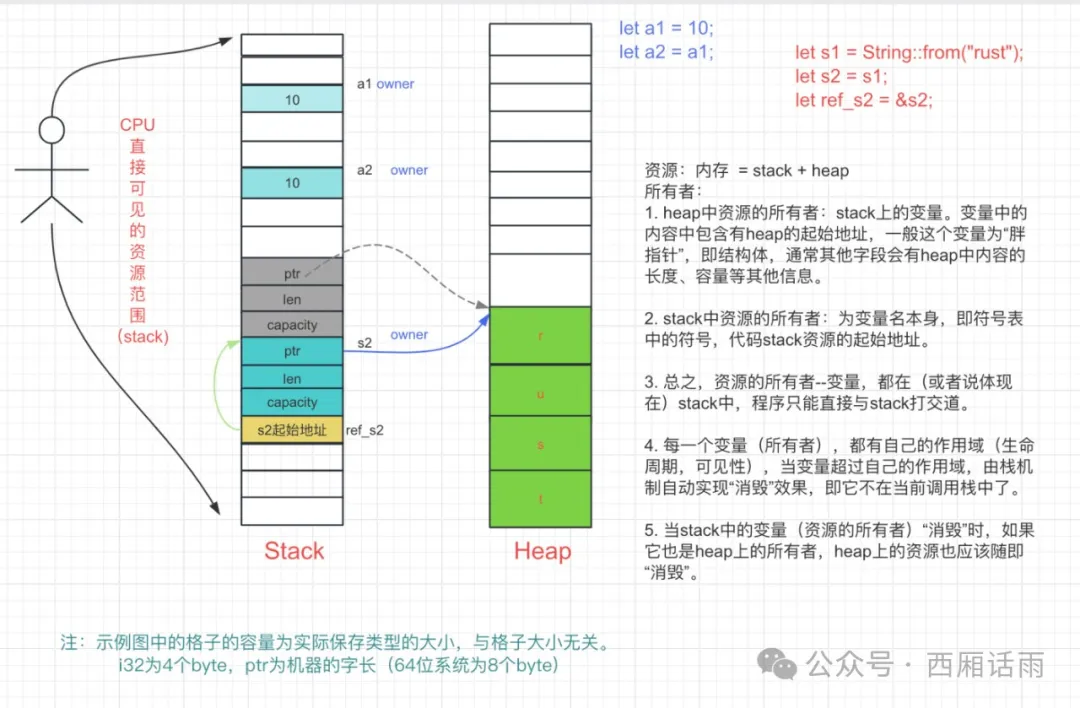 let a1 = 10;
let a2 = a1;
let s1 = String::from("rust");
let s2 = s1;
let ref_s2 = &s2;
CPU
直
接
可
见
的
资
源
范
围
(stack)
a1 owner
10
a2 owner
10
ptr
len
capacity
s2 owner
ptr
len
capacity
s2起始地址
ref_s2
Stack
r
u
s
t
Heap
资源：内存 = stack + heap
所有者：
1. heap中资源的所有者：stack上的变量。变量中的
内容中包含有heap的起始地址，一般这个变量为“胖
指针”，即结构体，通常其他字段会有heap中内容的
长度、容量等其他信息。
2. stack中资源的所有者：为变量名本身，即符号表
中的符号，代码stack资源的起始地址。
3. 总之，资源的所有者--变量，都在（或者说体现
在）stack中，程序只能直接与stack打交道。
4. 每一个变量（所有者），都有自己的作用域（生命
周期，可见性），当变量超过自己的作用域，由栈机
制自动实现“消毁”效果，即它不在当前调用栈中了。
5. 当stack中的变量（资源的所有者）“消毁”时，如果
它也是heap上的所有者，heap上的资源也应该随即
“消毁”。
注：示例图中的格子的容量为实际保存类型的大小，与格子大小无关。
i32为4个byte，ptr为机器的字长（64位系统为8个byte）
公众号 · 西厢话雨